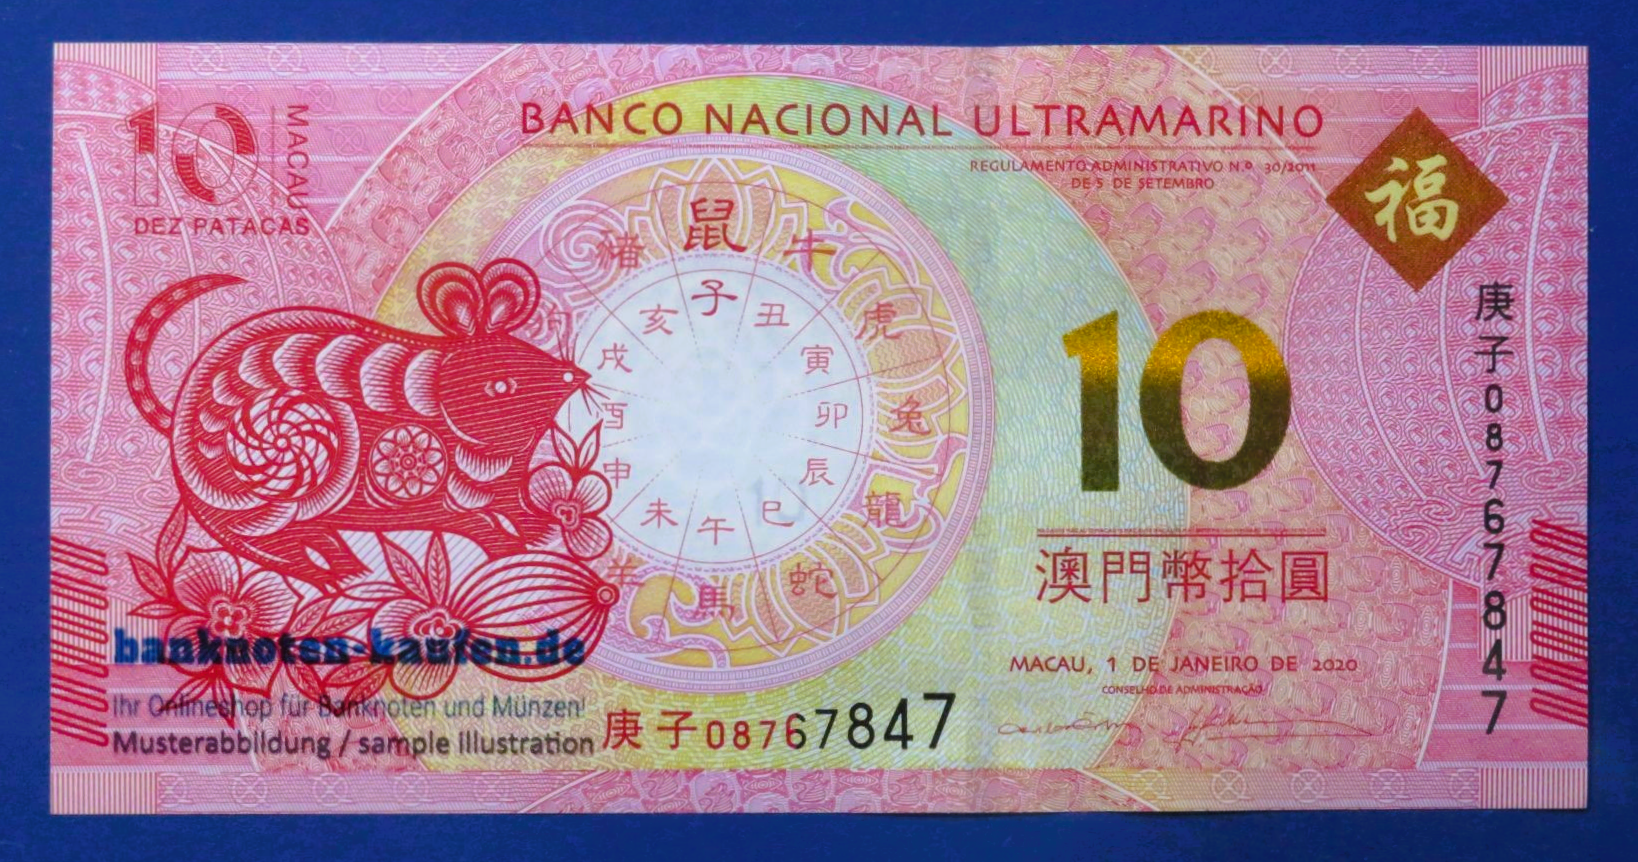 10
MACAU
DEZ PATACAS
BANCO NACIONAL ULTRAMARINO
REGULAMENTO ADMINISTRATIVO N.º 30/2011
DE 5 DE SETEMBRO
福
鼠
牛
虎
兔
龍
蛇
馬
羊
狗
豬
子
丑
寅
卯
辰
巳
午
未
申
酉
戌
亥
10
澳門幣拾圓
MACAU, 1 DE JANEIRO DE 2020
CONSELHO DE ADMINISTRAÇÃO
庚子08767847
庚子08767847
banknoten-kaufen.de
Ihr Onlineshop für Banknoten und Münzen!
Musterabbildung / sample illustration